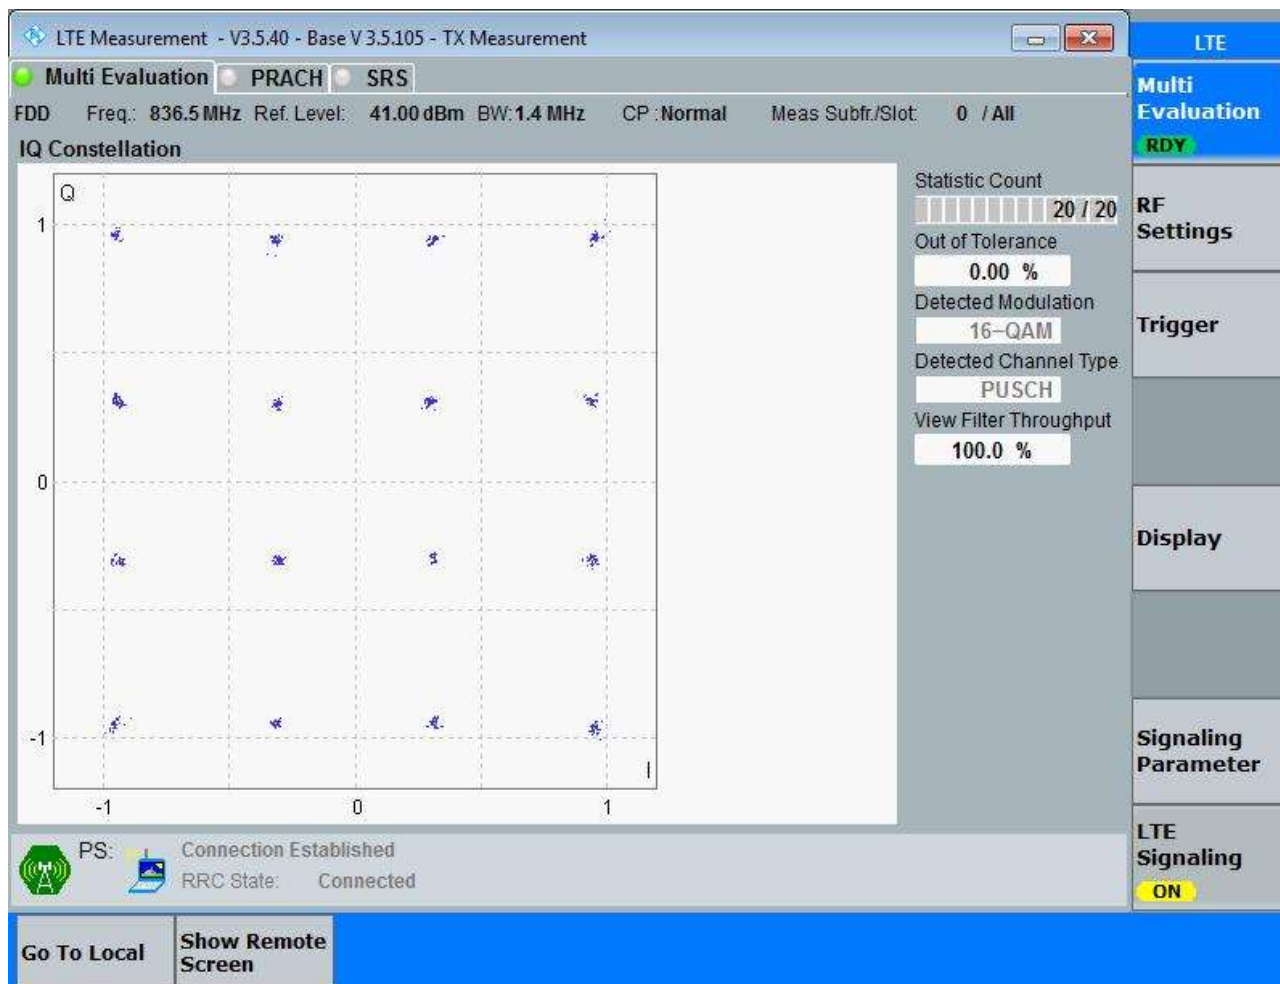 LTE Measurement - V3.5.40 - Base V 3.5.105 - TX Measurement
LTE
Multi Evaluation PRACH SRS
FDD Freq.: 836.5 MHz Ref. Level: 41.00 dBm BW: 1.4 MHz CP : Normal Meas Subfr./Slot: 0 / All
Multi
Evaluation
RDY
IQ Constellation
Q
1
0
-1
I
-1 0 1
Statistic Count
20 / 20
Out of Tolerance
0.00 %
Detected Modulation
16-QAM
Detected Channel Type
PUSCH
View Filter Throughput
100.0 %
RF
Settings
Trigger
Display
Signaling
Parameter
LTE
Signaling
ON
PS: Connection Established
RRC State: Connected
Go To Local
Show Remote
Screen